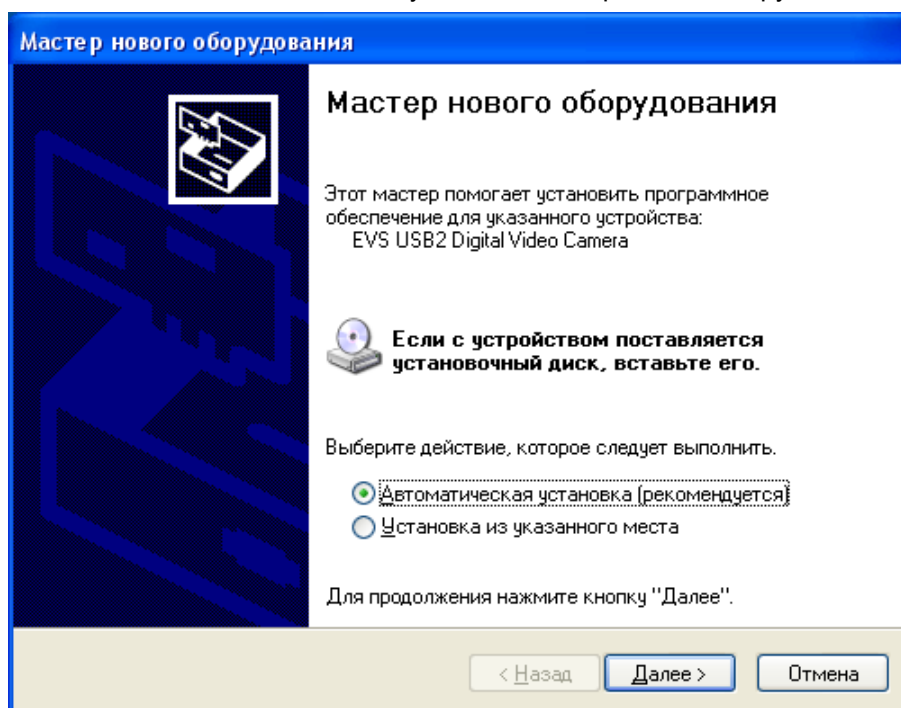 Мастер нового оборудования
Мастер нового оборудования
Этот мастер помогает установить программное
обеспечение для указанного устройства:
EVS USB2 Digital Video Camera
Если с устройством поставляется
установочный диск, вставьте его.
Выберите действие, которое следует выполнить.
Автоматическая установка (рекомендуется)
Установка из указанного места
Для продолжения нажмите кнопку "Далее".
< Назад Далее > Отмена